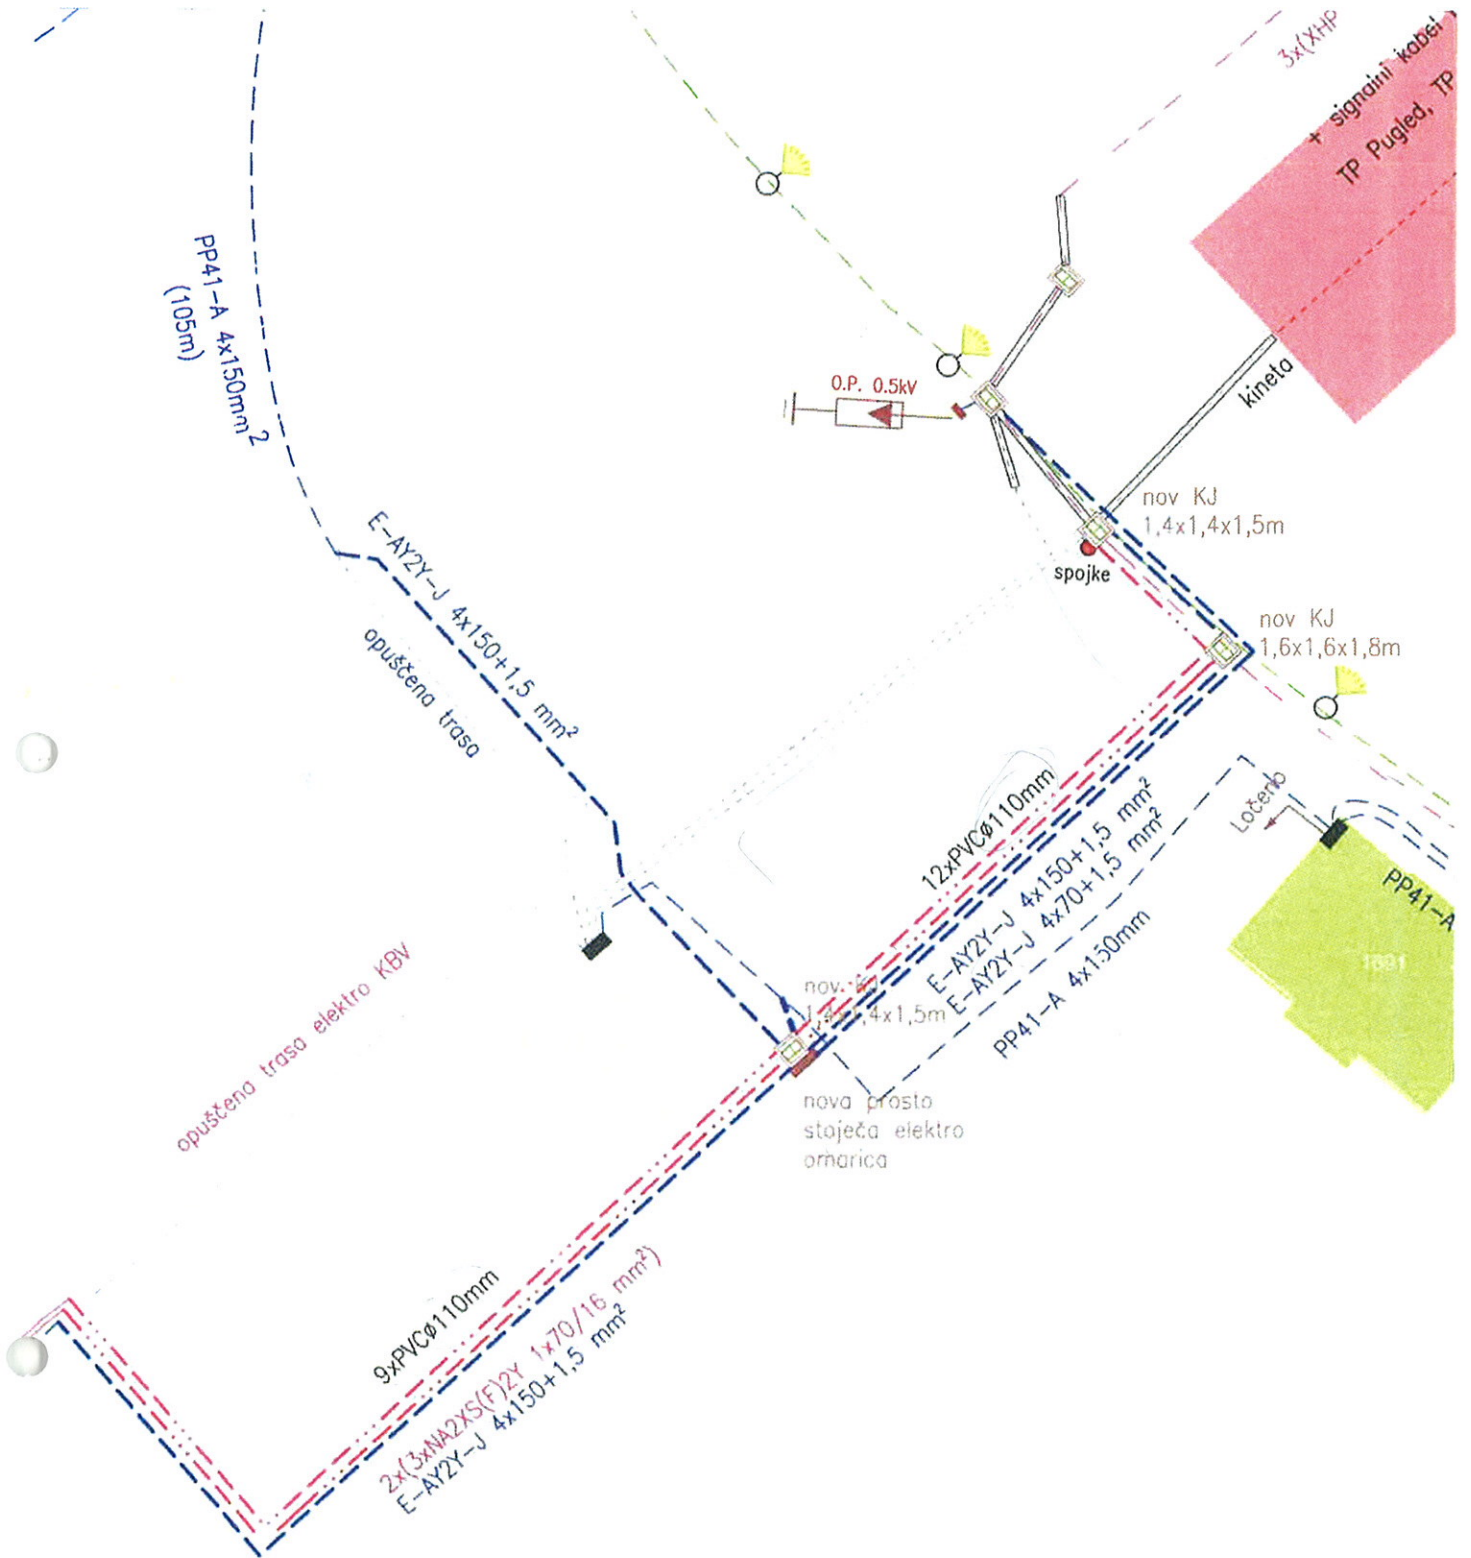 3x(XHP
+ signalni kabel
TP Pugled, TP
PP41-A 4x150mm2
(105m)
O.P. 0.5kV
kineta
nov KJ
1,4x1,4x1,5m
spojke
E-AY2Y-J 4x150+1,5 mm²
opuščena trasa
nov KJ
1,6x1,6x1,8m
12xPVCø110mm
E-AY2Y-J 4x150+1,5 mm²
E-AY2Y-J 4x70+1,5 mm²
PP41-A 4x150mm
Ločeno
PP41-A
1691
opuščena trasa elektro KBV
nov KJ
1,4x1,4x1,5m
nova prosto
stoječa elektro
omarica
9xPVCø110mm
2x(3xNA2XS(F)2Y 1x70/16 mm²)
E-AY2Y-J 4x150+1,5 mm²